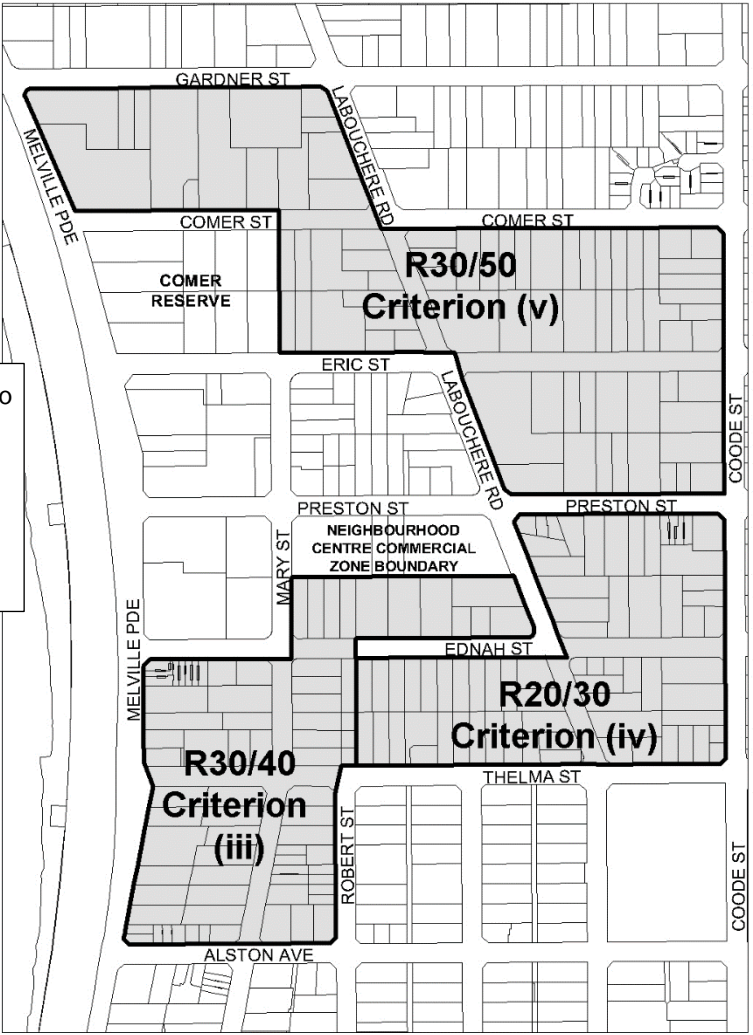 GARDNER ST
LABOUCHERE RD
MELVILLE PDE
COMER ST
COMER ST
COMER
RESERVE
R30/50
Criterion (v)
o
ERIC ST
LABOUCHERE RD
COODE ST
PRESTON ST
PRESTON ST
NEIGHBOURHOOD
CENTRE COMMERCIAL
ZONE BOUNDARY
MARY ST
MELVILLE PDE
EDNAH ST
R20/30
Criterion (iv)
R30/40
Criterion
(iii)
THELMA ST
ROBERT ST
COODE ST
ALSTON AVE